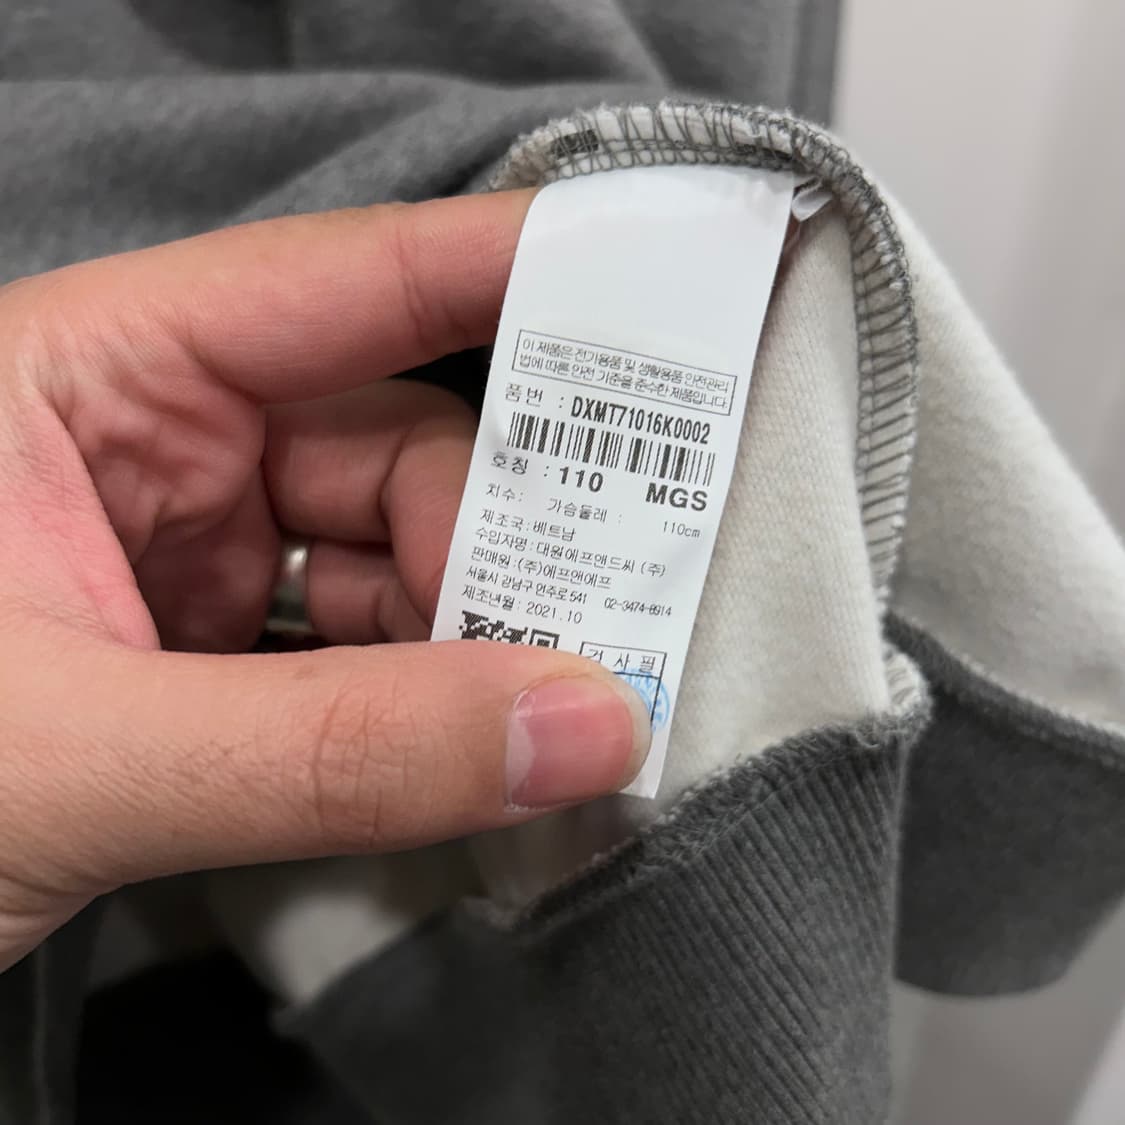 이 제품은 전기용품 및 생활용품 안전관리
법에 따른 안전 기준을 준수한 제품입니다.
품번 : DXMT71016K0002
호칭 : 110 MGS
치수: 가슴둘레 : 110cm
제조국: 베트남
수입자명: 대원에프앤드씨 (주)
판매원: (주)에프앤에프
서울시 강남구 언주로 541 02-3474-8914
제조년월: 2021.10
검사필